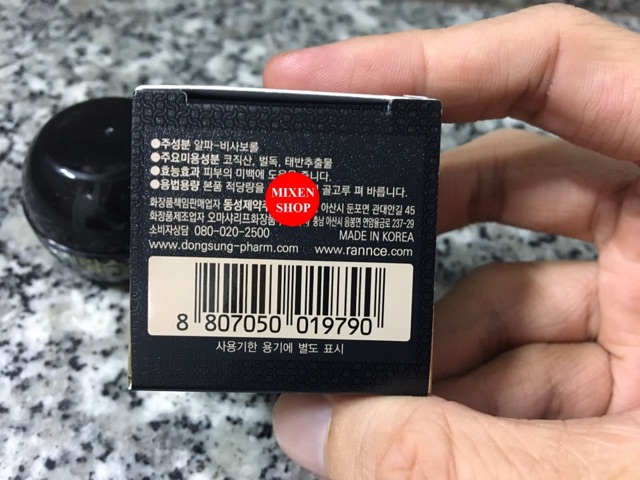 ●주성분 알파-비사보롤
●주요미용성분 코직산, 벌독, 태반추출물
●효능효과 피부의 미백에 도움 줍니다.
●용법용량 본품 적당량을 골고루 펴 바릅니다.
MIXEN
SHOP
화장품책임판매업자 동성제약주 아산시 둔포면 관대안길 45
화장품제조업자 오마샤리프화장품 충남 아산시 음봉면 연암율금로 237-29
소비자상담 080-020-2500 MADE IN KOREA
www.dongsung-pharm.com www.rannce.com
8 807050 019790
사용기한 용기에 별도 표시